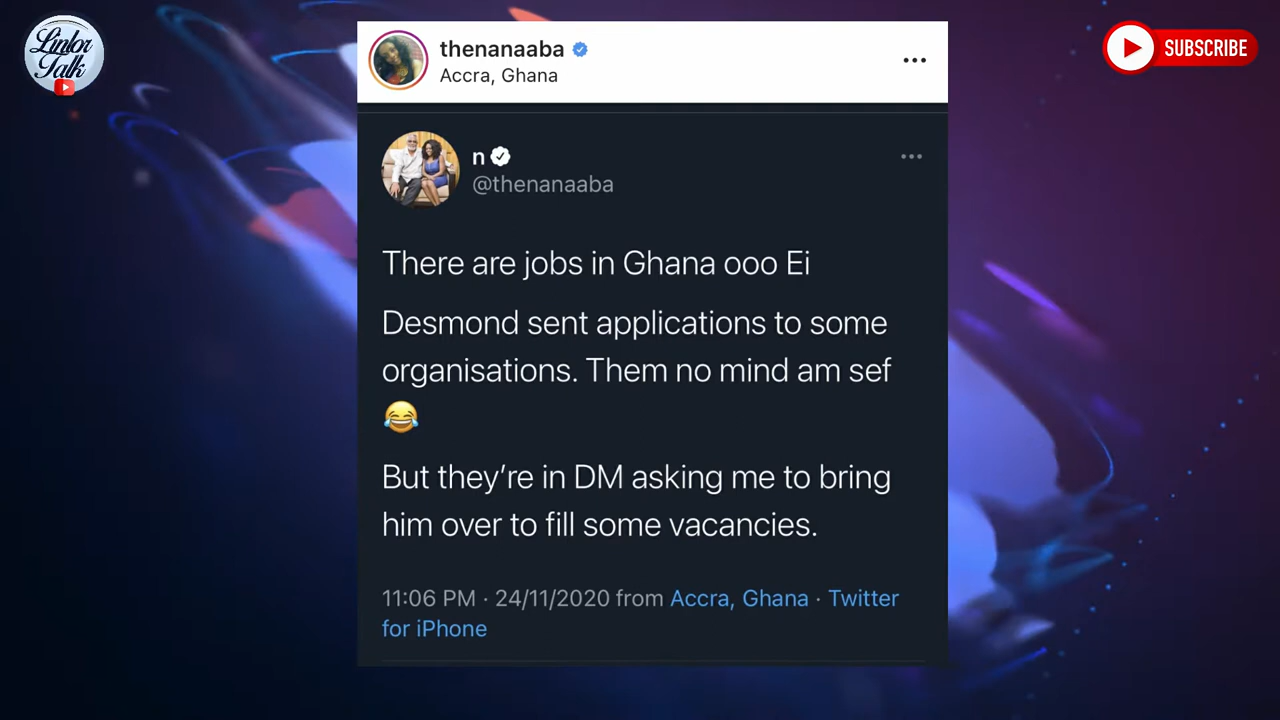 Linlor
Talk
SUBSCRIBE
thenanaaba
Accra, Ghana
n
@thenanaaba
There are jobs in Ghana ooo Ei
Desmond sent applications to some
organisations. Them no mind am sef
😂
But they're in DM asking me to bring
him over to fill some vacancies.
11:06 PM · 24/11/2020 from Accra, Ghana · Twitter
for iPhone